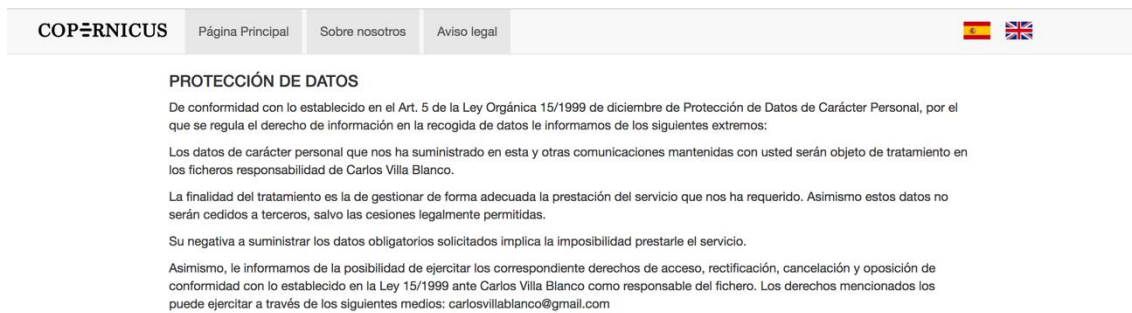 COPERNICUS Página Principal Sobre nosotros Aviso legal
PROTECCIÓN DE DATOS
De conformidad con lo establecido en el Art. 5 de la Ley Orgánica 15/1999 de diciembre de Protección de Datos de Carácter Personal, por el
que se regula el derecho de información en la recogida de datos le informamos de los siguientes extremos:
Los datos de carácter personal que nos ha suministrado en esta y otras comunicaciones mantenidas con usted serán objeto de tratamiento en
los ficheros responsabilidad de Carlos Villa Blanco.
La finalidad del tratamiento es la de gestionar de forma adecuada la prestación del servicio que nos ha requerido. Asimismo estos datos no
serán cedidos a terceros, salvo las cesiones legalmente permitidas.
Su negativa a suministrar los datos obligatorios solicitados implica la imposibilidad prestarle el servicio.
Asimismo, le informamos de la posibilidad de ejercitar los correspondiente derechos de acceso, rectificación, cancelación y oposición de
conformidad con lo establecido en la Ley 15/1999 ante Carlos Villa Blanco como responsable del fichero. Los derechos mencionados los
puede ejercitar a través de los siguientes medios: carlosvillablanco@gmail.com